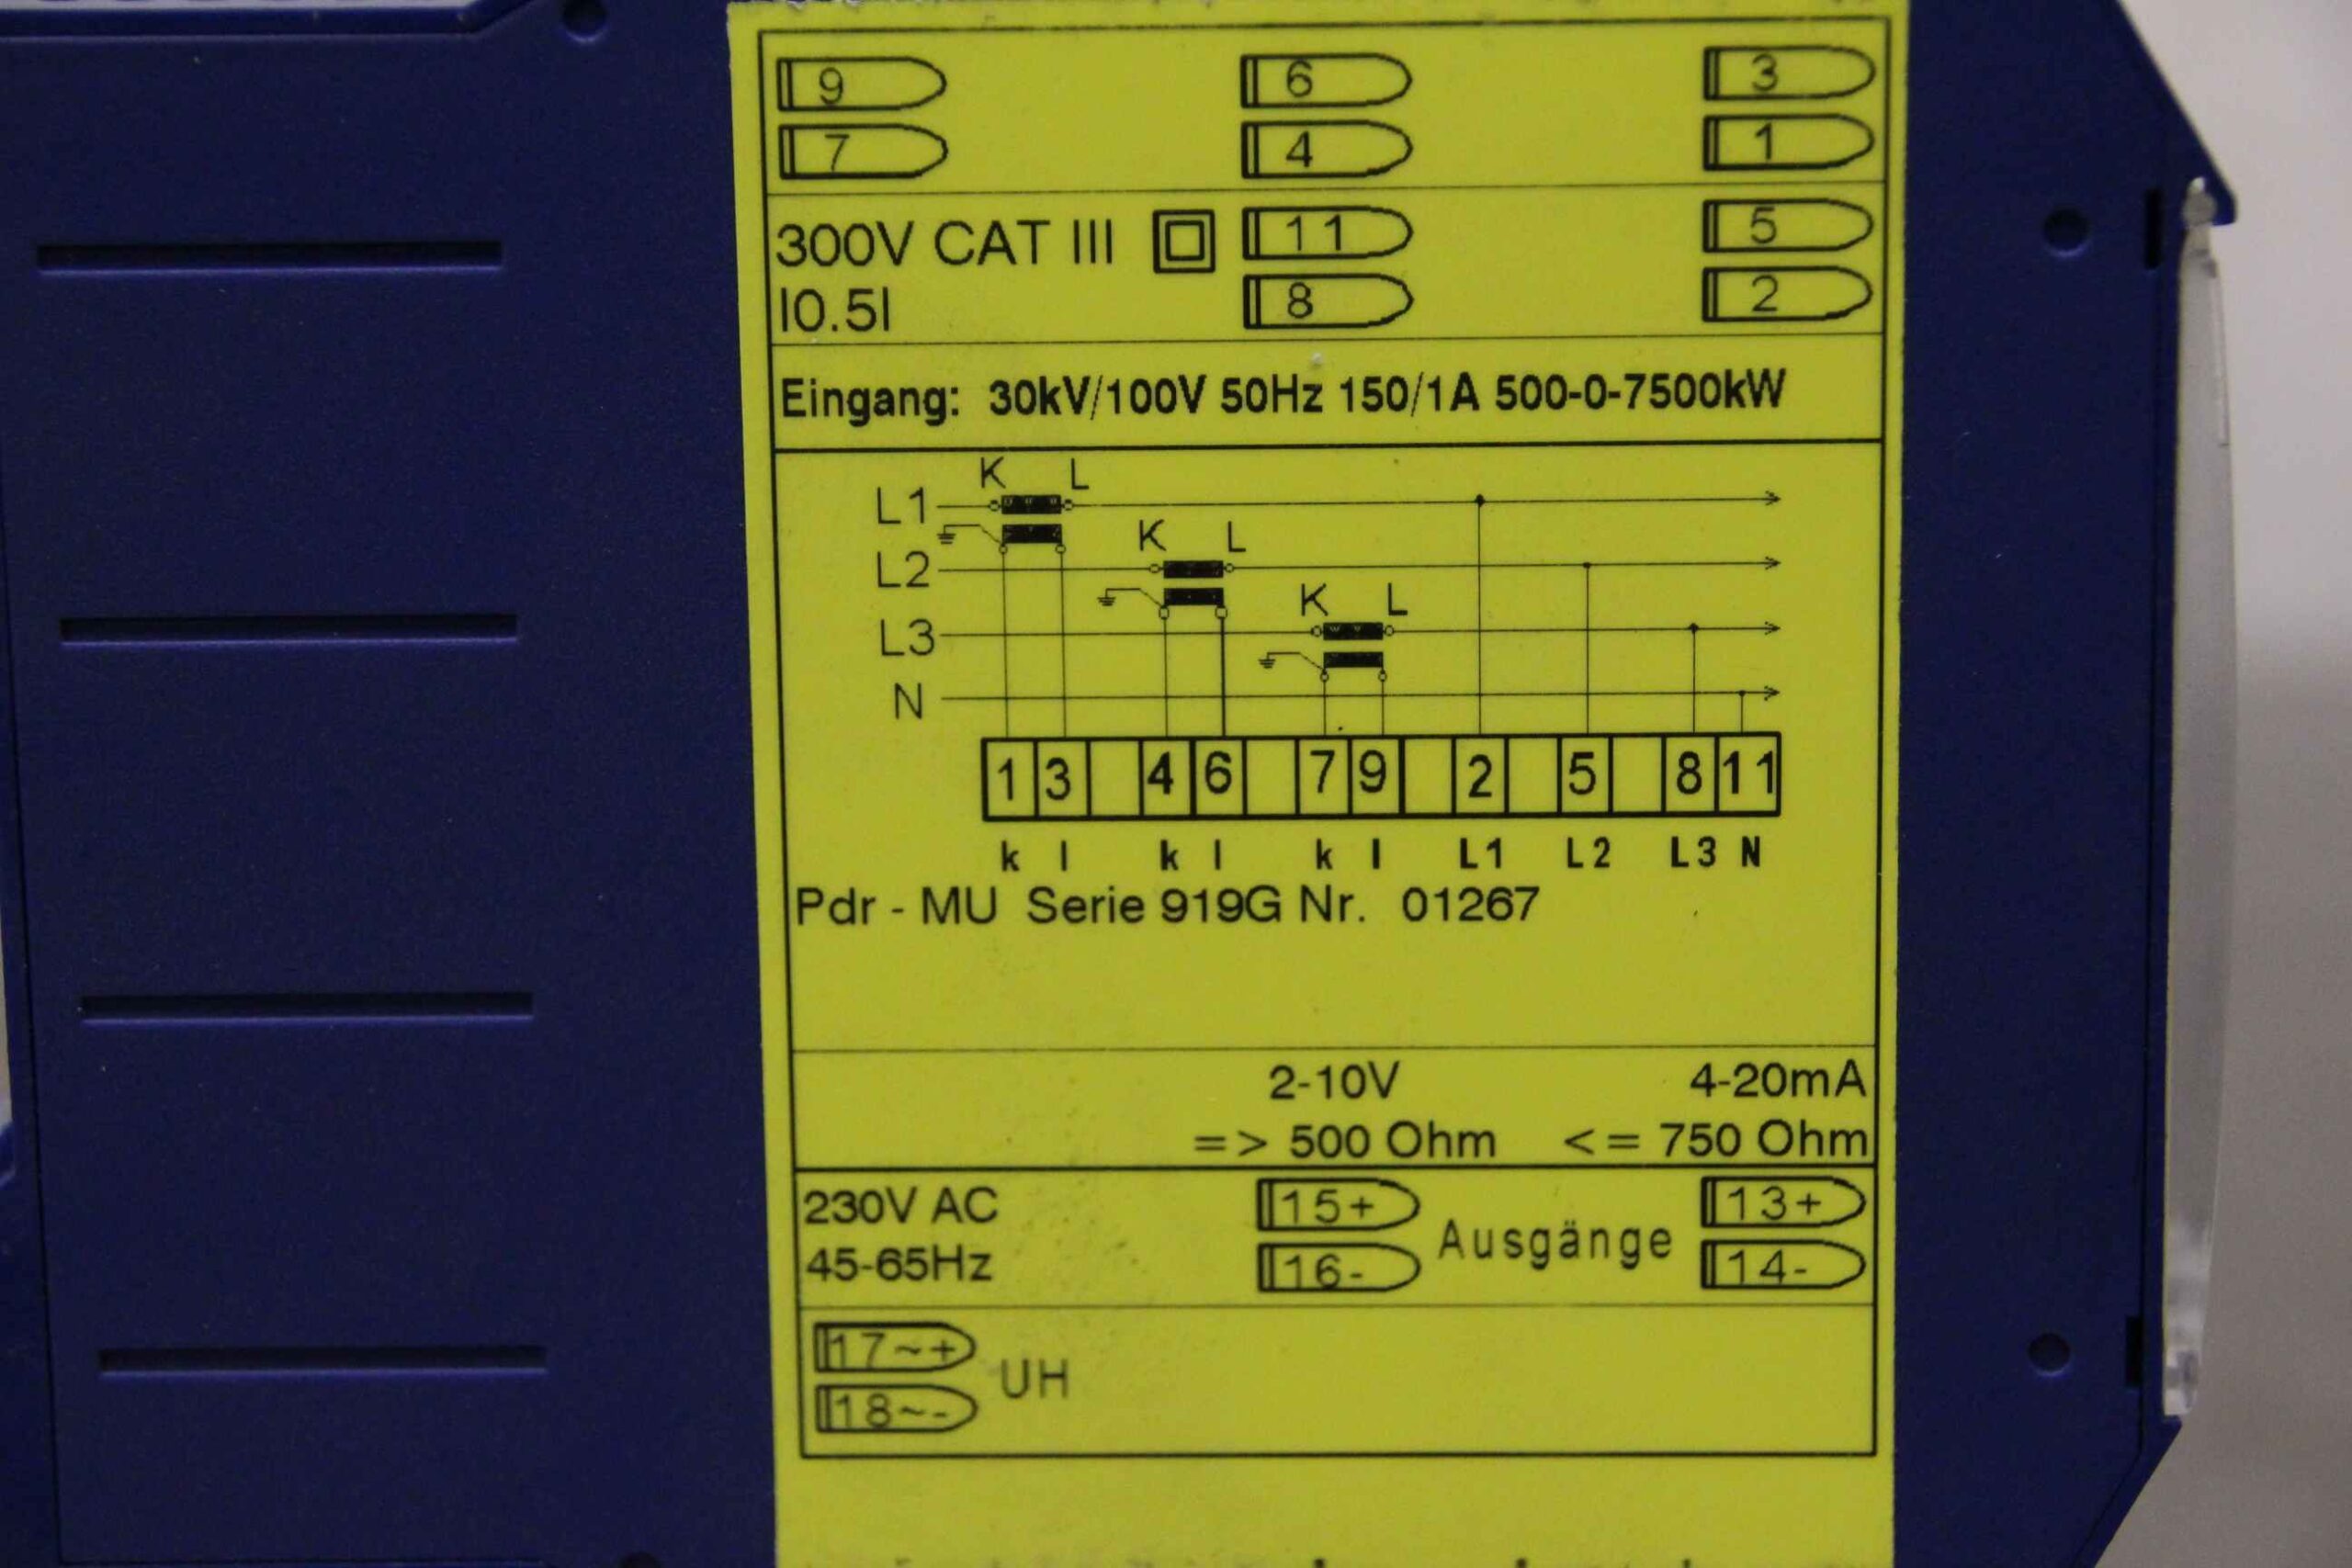 9 6 3
7 4 1
300V CAT III 11 5
I0.5I 8 2
Eingang: 30kV/100V 50Hz 150/1A 500-0-7500kW
K L
L1
K L
L2
K L
L3
N
1 3 4 6 7 9 2 5 8 11
k l k l k l L1 L2 L3 N
Pdr - MU Serie 919G Nr. 01267
2-10V 4-20mA
=> 500 Ohm <= 750 Ohm
230V AC 15+ Ausgänge 13+
45-65Hz 16- 14-
17~+ UH
18~-